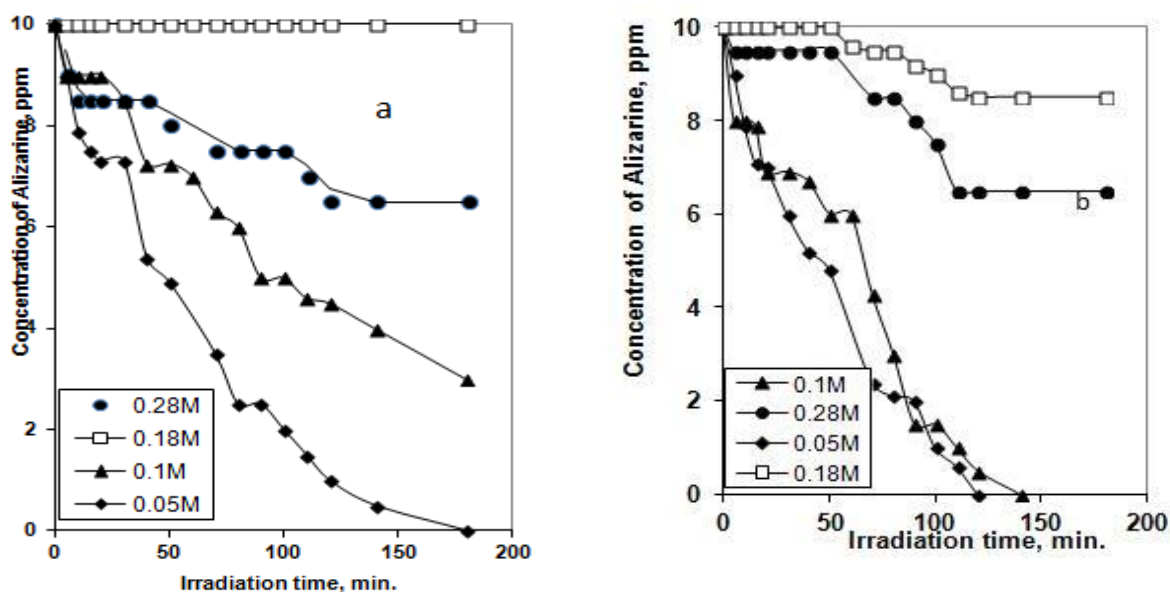 Concentration of Alizarine, ppm
10
8
6
4
2
0
0
50
100
150
200
Irradiation time, min.
a
0.28M
0.18M
0.1M
0.05M
Concentration of Alizarine, ppm
10
8
6
4
2
0
0
50
100
150
200
Irradiation time, min.
b
0.1M
0.28M
0.05M
0.18M